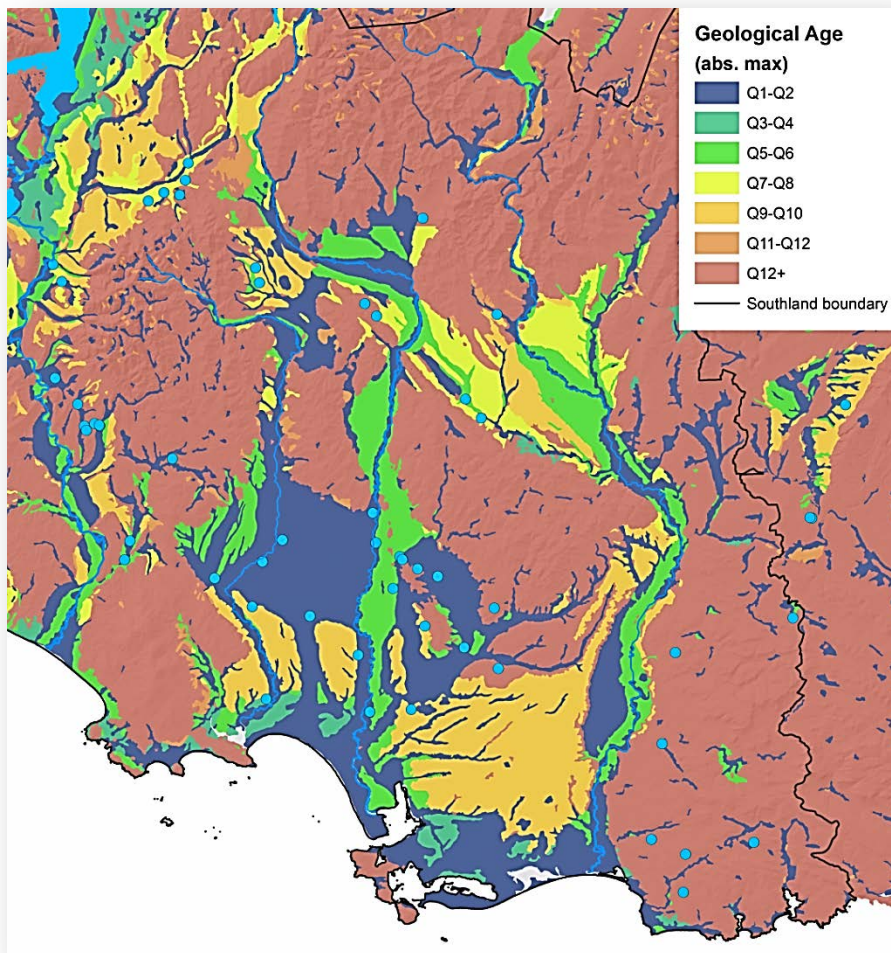 Geological Age
(abs. max)
Q1-Q2
Q3-Q4
Q5-Q6
Q7-Q8
Q9-Q10
Q11-Q12
Q12+
Southland boundary